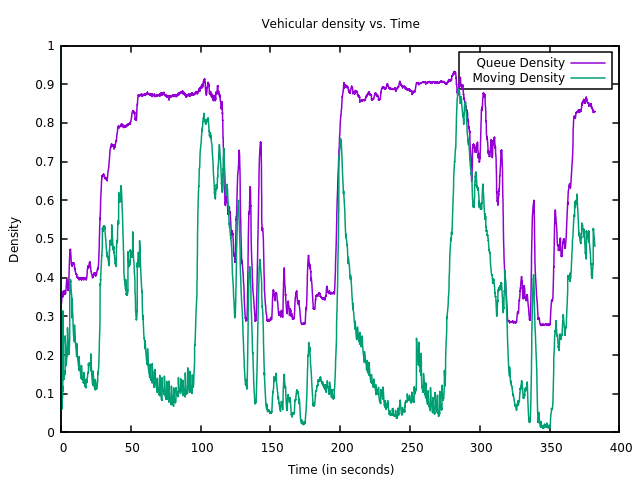 Vehicular density vs. Time
Queue Density
Moving Density
1
0.9
0.8
0.7
0.6
0.5
0.4
0.3
0.2
0.1
0
Density
0 50 100 150 200 250 300 350 400
Time (in seconds)